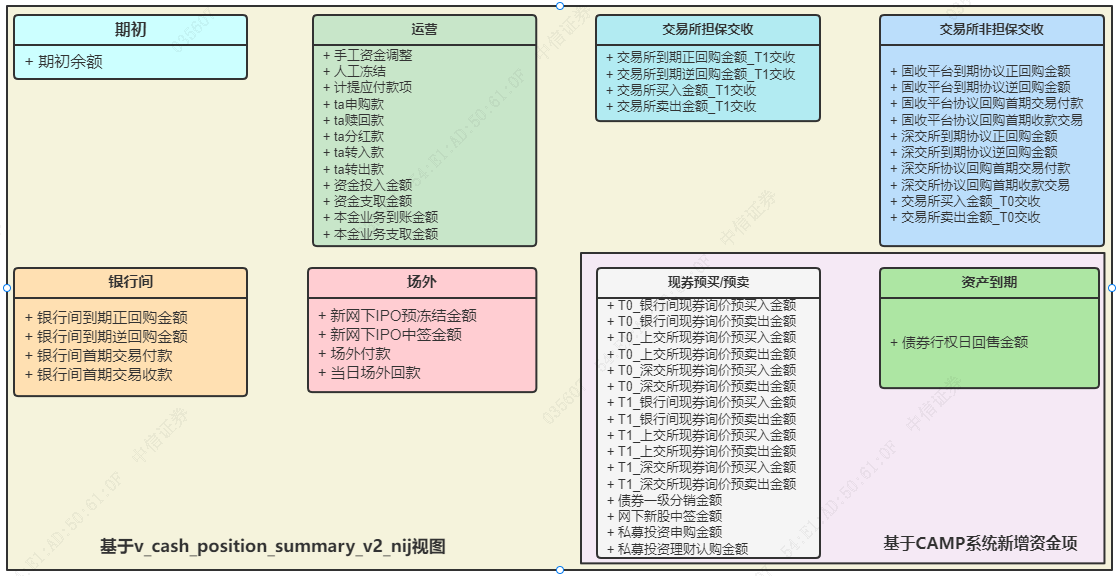 期初
+ 期初余额
运营
+ 手工资金调整
+ 人工冻结
+ 计提应付款项
+ ta申购款
+ ta赎回款
+ ta分红款
+ ta转入款
+ ta转出款
+ 资金投入金额
+ 资金支取金额
+ 本金业务到账金额
+ 本金业务支取金额
交易所担保交收
+ 交易所到期正回购金额_T1交收
+ 交易所到期逆回购金额_T1交收
+ 交易所买入金额_T1交收
+ 交易所卖出金额_T1交收
交易所非担保交收
+ 固收平台到期协议正回购金额
+ 固收平台到期协议逆回购金额
+ 固收平台协议回购首期交易付款
+ 固收平台协议回购首期收款交易
+ 深交所到期协议正回购金额
+ 深交所到期协议逆回购金额
+ 深交所协议回购首期交易付款
+ 深交所协议回购首期收款交易
+ 交易所买入金额_T0交收
+ 交易所卖出金额_T0交收
银行间
+ 银行间到期正回购金额
+ 银行间到期逆回购金额
+ 银行间首期交易付款
+ 银行间首期交易收款
场外
+ 新网下IPO预冻结金额
+ 新网下IPO中签金额
+ 场外付款
+ 当日场外回款
现券预买/预卖
+ T0_银行间现券询价预买入金额
+ T0_银行间现券询价预卖出金额
+ T0_上交所现券询价预买入金额
+ T0_上交所现券询价预卖出金额
+ T0_深交所现券询价预买入金额
+ T0_深交所现券询价预卖出金额
+ T1_银行间现券询价预买入金额
+ T1_银行间现券询价预卖出金额
+ T1_上交所现券询价预买入金额
+ T1_上交所现券询价预卖出金额
+ T1_深交所现券询价预买入金额
+ T1_深交所现券询价预卖出金额
+ 债券一级分销金额
+ 网下新股中签金额
+ 私募投资申购金额
+ 私募投资理财认购金额
资产到期
+ 债券行权日回售金额
基于v_cash_position_summary_v2_nij视图
基于CAMP系统新增资金项
中信证券
中信证券
中信证券
中信证券